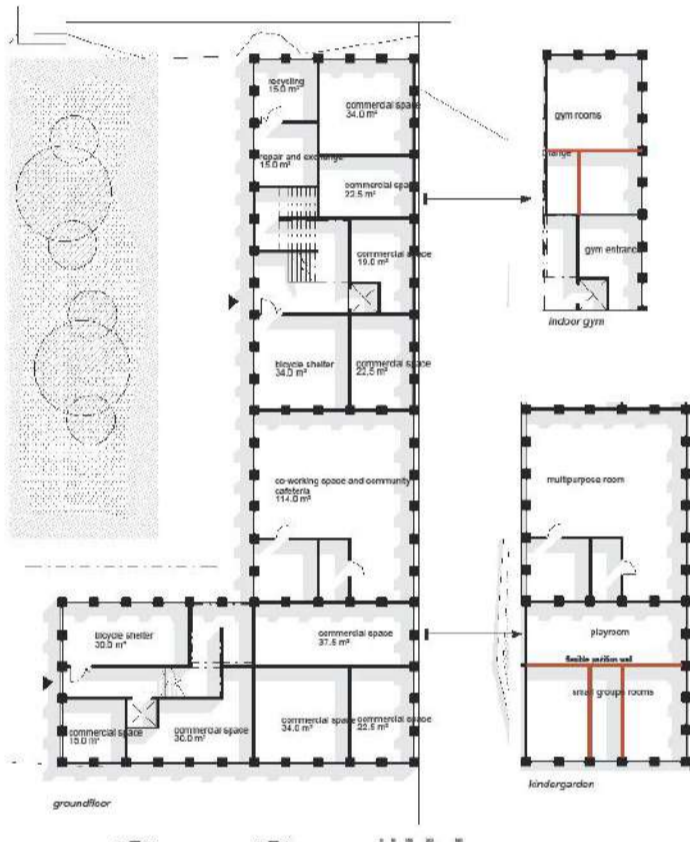 recycling
15.0 m²
commercial space
34.0 m²
repair and exchange
15.0 m²
commercial space
22.5 m²
commercial space
19.0 m²
bicycle shelter
34.0 m²
commercial space
22.5 m²
co-working space and community
cafeteria
114.0 m²
bicycle shelter
30.0 m²
commercial space
37.5 m²
commercial space
15.0 m²
commercial space
30.0 m²
commercial space
34.0 m²
commercial space
22.5 m²
groundfloor
gym rooms
gym entrance
indoor gym
multipurpose room
playroom
flexible partition wall
small groups rooms
kindergarden